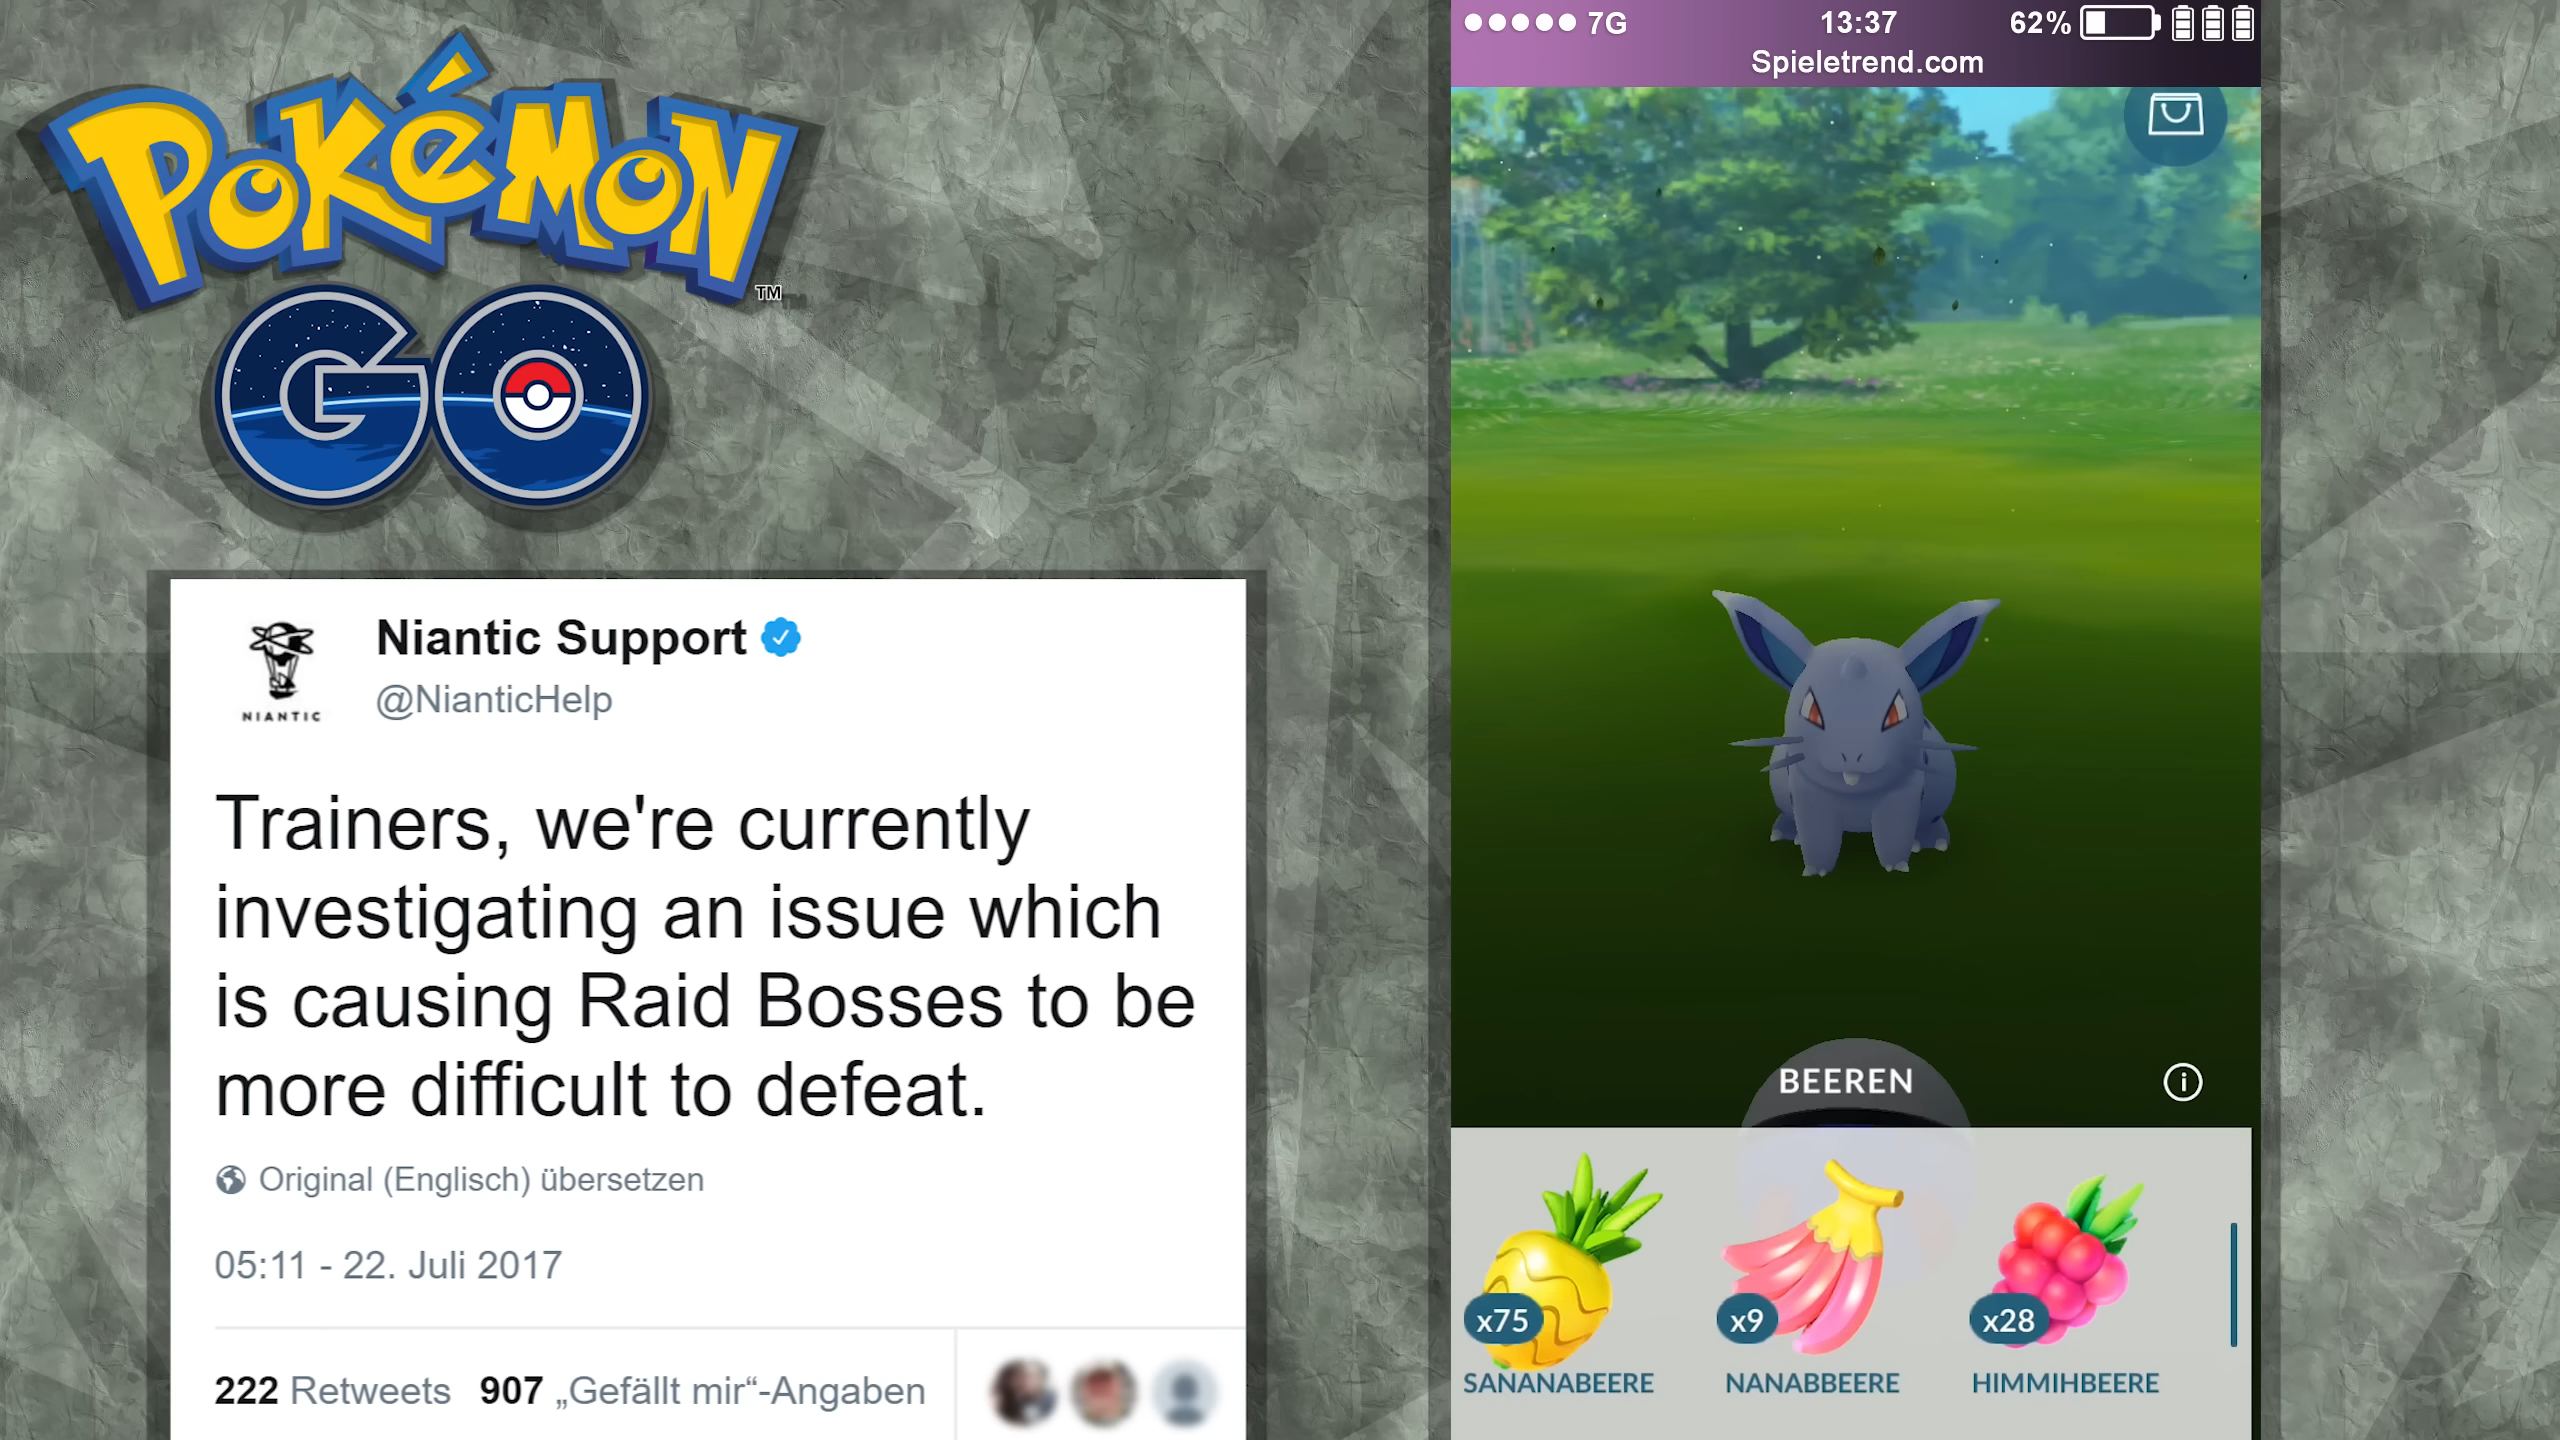 POKéMON
TM
GO
Niantic Support
@NianticHelp
NIANTIC
Trainers, we're currently
investigating an issue which
is causing Raid Bosses to be
more difficult to defeat.
Original (Englisch) übersetzen
05:11 - 22. Juli 2017
222 Retweets 907 „Gefällt mir“-Angaben
7G 13:37 62%
Spieletrend.com
BEEREN
x75 x9 x28
SANANABEERE NANABBEERE HIMMIHBEERE